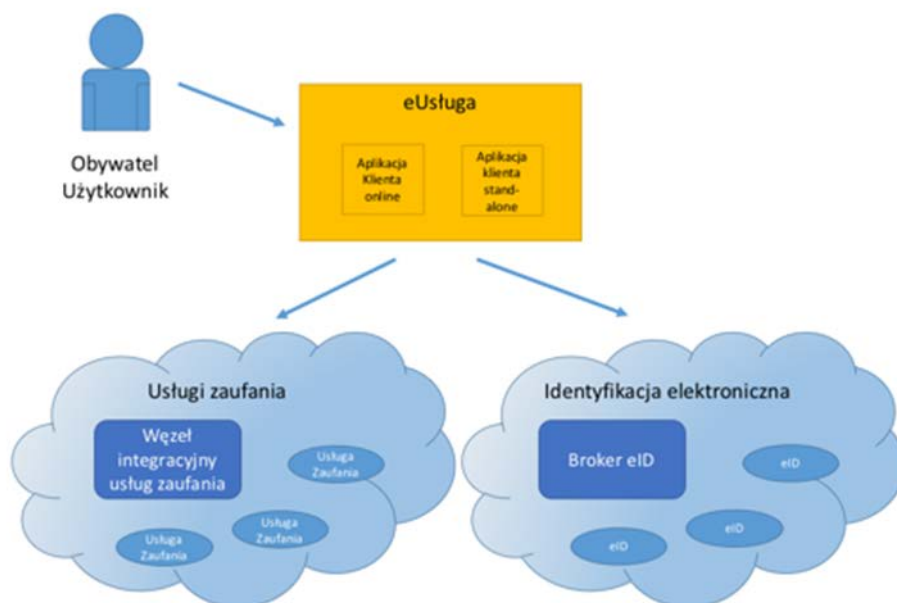 eUsługa
Obywatel
Użytkownik
Aplikacja
Klienta
online
Aplikacja
klienta
stand-
alone
Usługi zaufania
Węzeł
integracyjny
usług zaufania
Usługa
Zaufania
Usługa
Zaufania
Usługa
Zaufania
Identyfikacja elektroniczna
Broker eID
eID
eID
eID